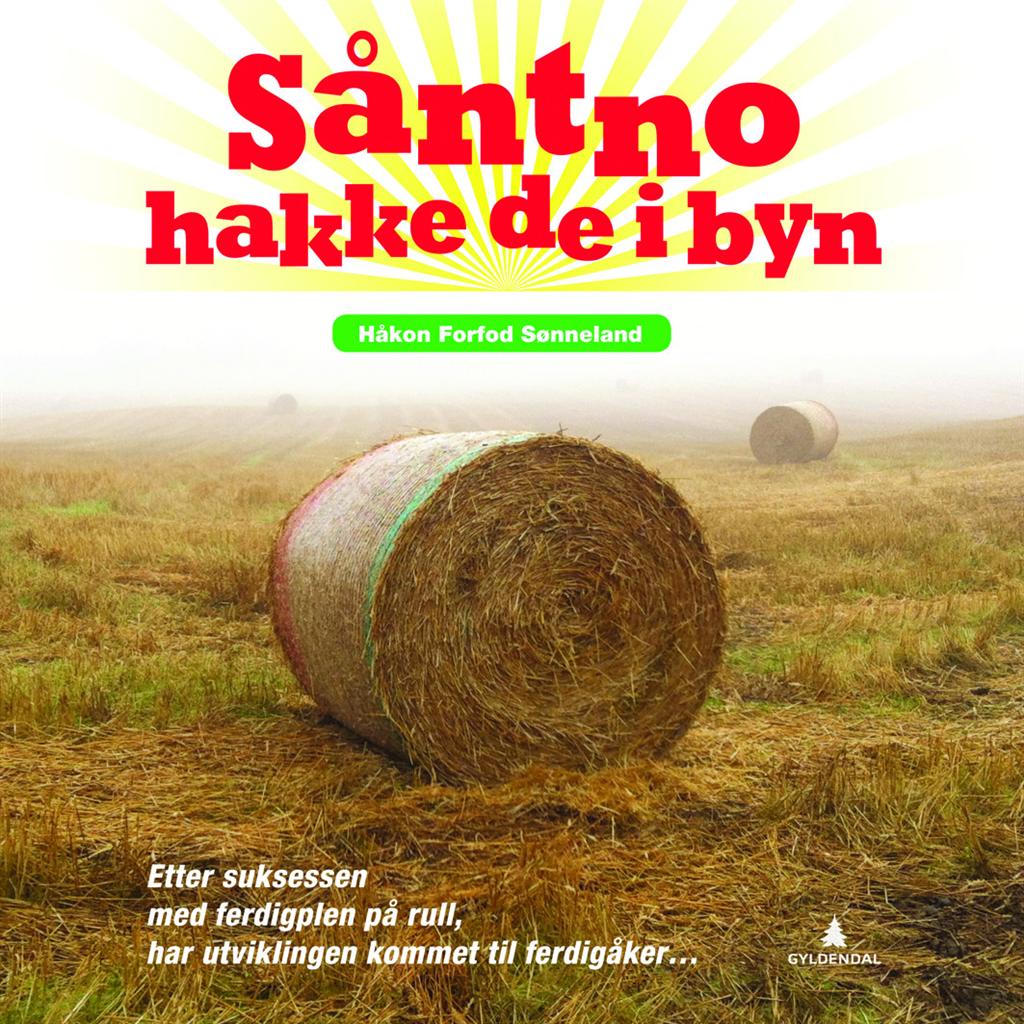 Såntno
hakke de i byn
Håkon Forfod Sønneland
Etter suksessen
med ferdigplen på rull,
har utviklingen kommet til ferdigåker...
GYLDENDAL